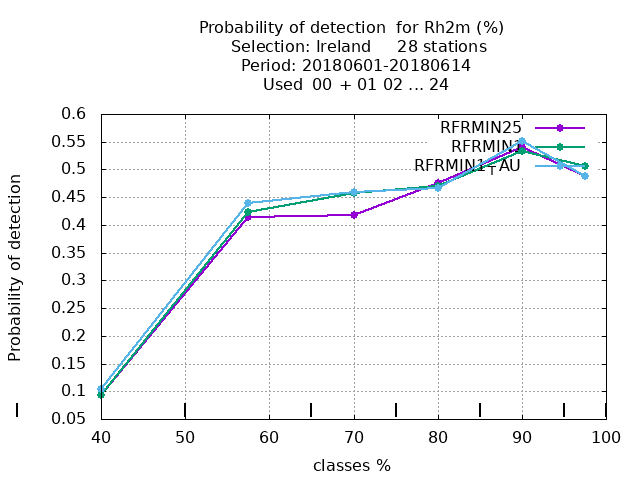 Probability of detection for Rh2m (%)
Selection: Ireland 28 stations
Period: 20180601-20180614
Used 00 + 01 02 ... 24
Probability of detection
0.6
0.55
0.5
0.45
0.4
0.35
0.3
0.25
0.2
0.15
0.1
0.05
RFRMIN25
RFRMIN1+AU
40 50 60 70 80 90 100
classes %